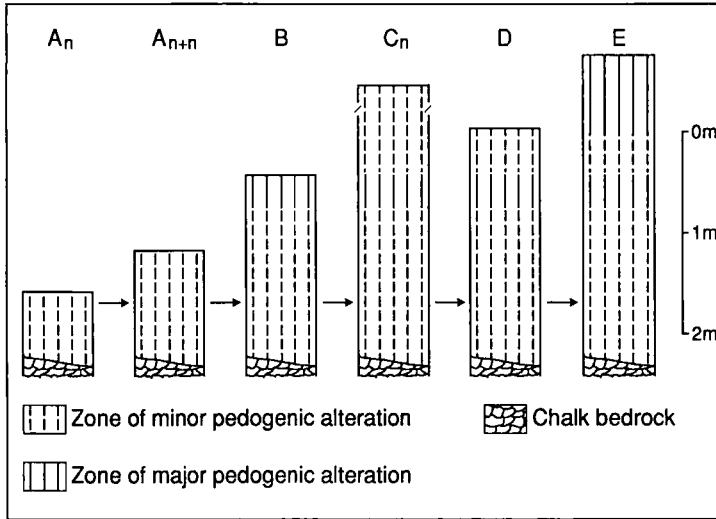 Aₙ Aₙ₊ₙ B Cₙ D E
0m
1m
2m
Zone of minor pedogenic alteration
Chalk bedrock
Zone of major pedogenic alteration